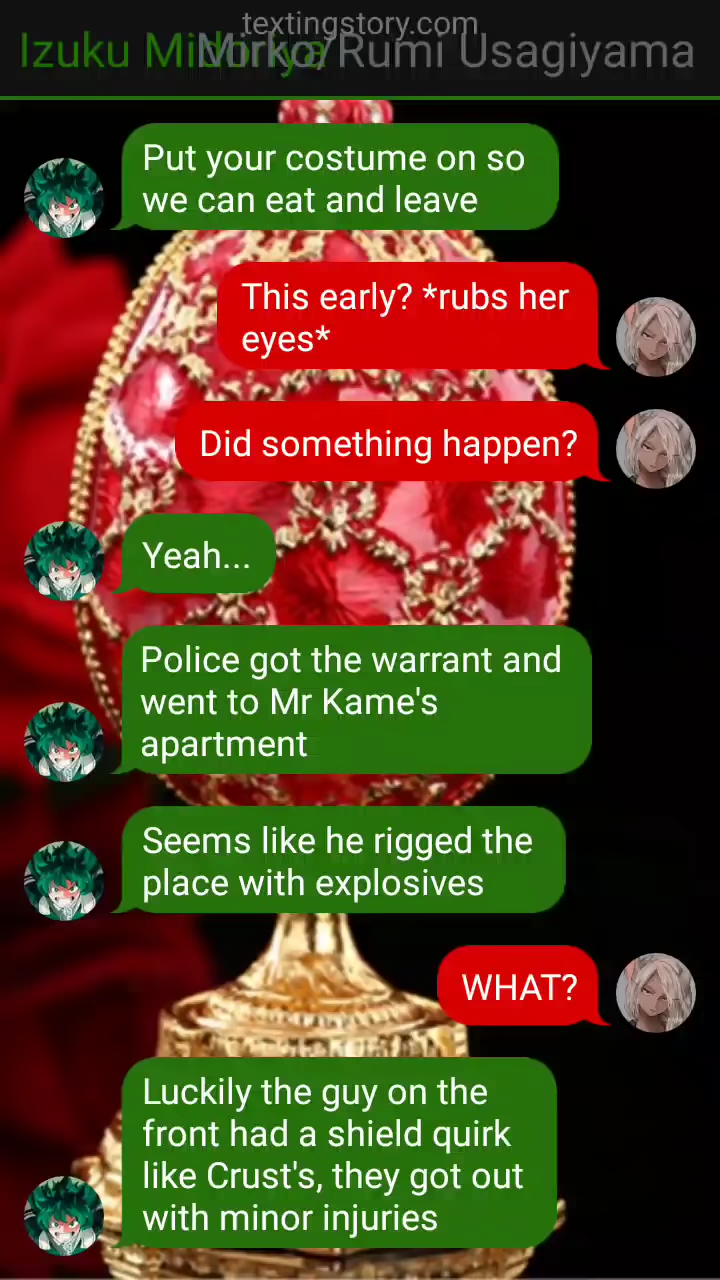 textingstory.com
Izuku Midoriya
Mirko/Rumi Usagiyama
Put your costume on so
we can eat and leave
This early? *rubs her
eyes*
Did something happen?
Yeah...
Police got the warrant and
went to Mr Kame's
apartment
Seems like he rigged the
place with explosives
WHAT?
Luckily the guy on the
front had a shield quirk
like Crust's, they got out
with minor injuries